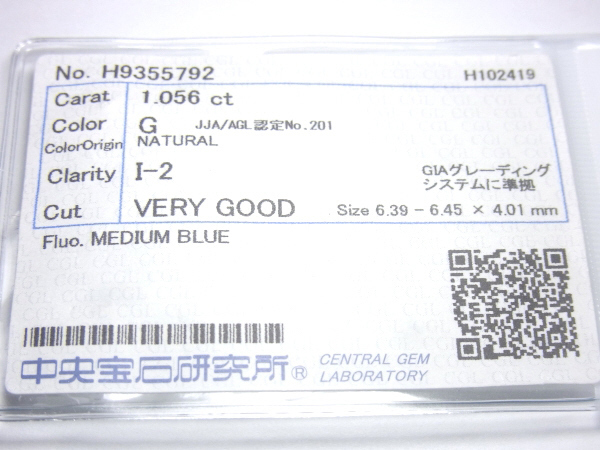 No. H9355792 H102419
Carat 1.056 ct
Color G JJA/AGL認定No.201
ColorOrigin NATURAL
Clarity I-2 GIAグレーディング
システムに準拠
Cut VERY GOOD Size 6.39 - 6.45 × 4.01 mm
Fluo. MEDIUM BLUE
中央宝石研究所® CENTRAL GEM
LABORATORY